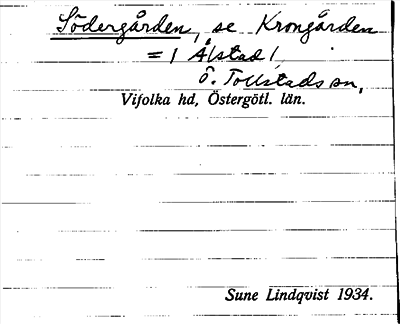 Södergården, se Krongården
= / Ålstad /
Ö. Tollstads sn,
Vifolka hd, Östergötl. län.
Sune Lindqvist 1934.